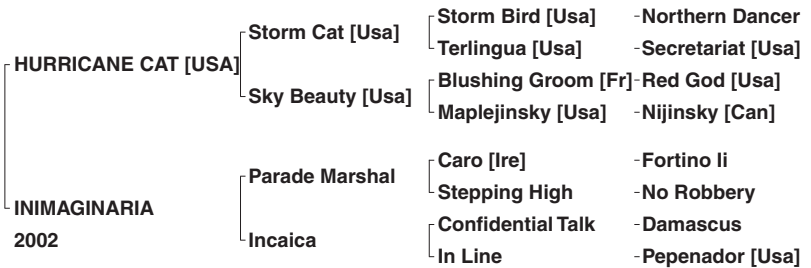 Storm Bird [Usa] -Northern Dancer
Storm Cat [Usa]
Terlingua [Usa] -Secretariat [Usa]
HURRICANE CAT [USA]
Blushing Groom [Fr] -Red God [Usa]
Sky Beauty [Usa]
Maplejinsky [Usa] -Nijinsky [Can]
Caro [Ire] -Fortino Ii
Parade Marshal
Stepping High -No Robbery
INIMAGINARIA
Confidential Talk -Damascus
2002
Incaica
In Line -Pepenador [Usa]